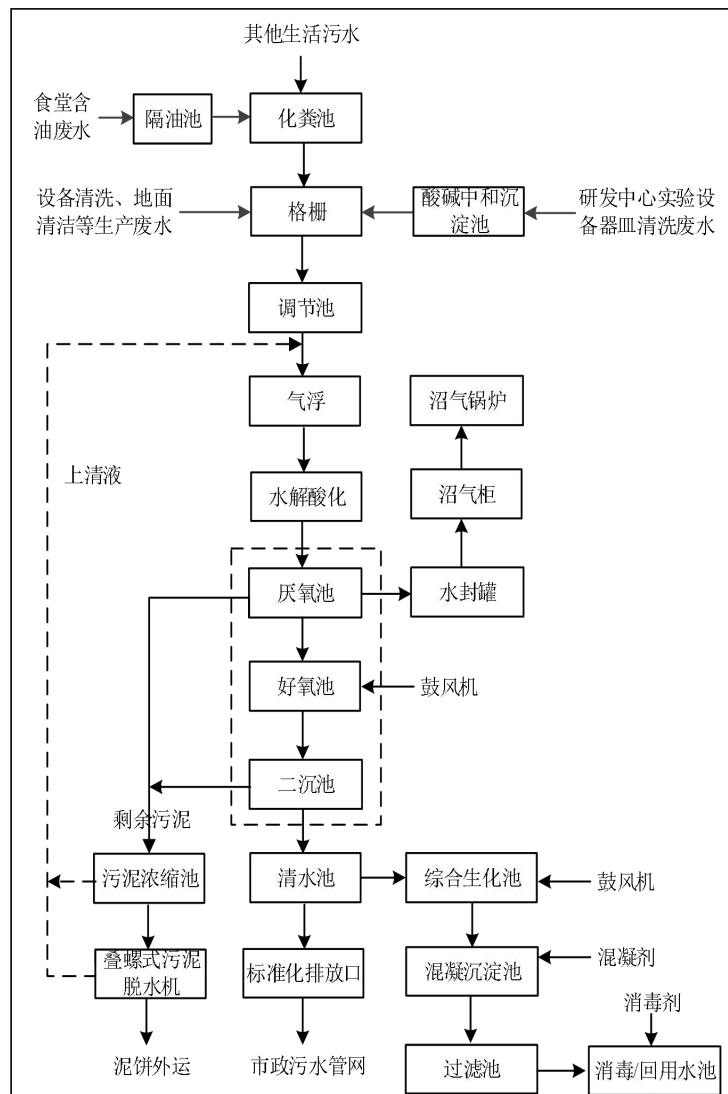 其他生活污水
食堂含
油废水
隔油池
化粪池
设备清洗、地面
清洁等生产废水
格栅
酸碱中和沉
淀池
研发中心实验设
备器皿清洗废水
调节池
气浮
沼气锅炉
上清液
水解酸化
沼气柜
厌氧池
水封罐
好氧池
鼓风机
二沉池
剩余污泥
污泥浓缩池
清水池
综合生化池
鼓风机
叠螺式污泥
脱水机
标准化排放口
混凝沉淀池
混凝剂
消毒剂
泥饼外运
市政污水管网
过滤池
消毒/回用水池